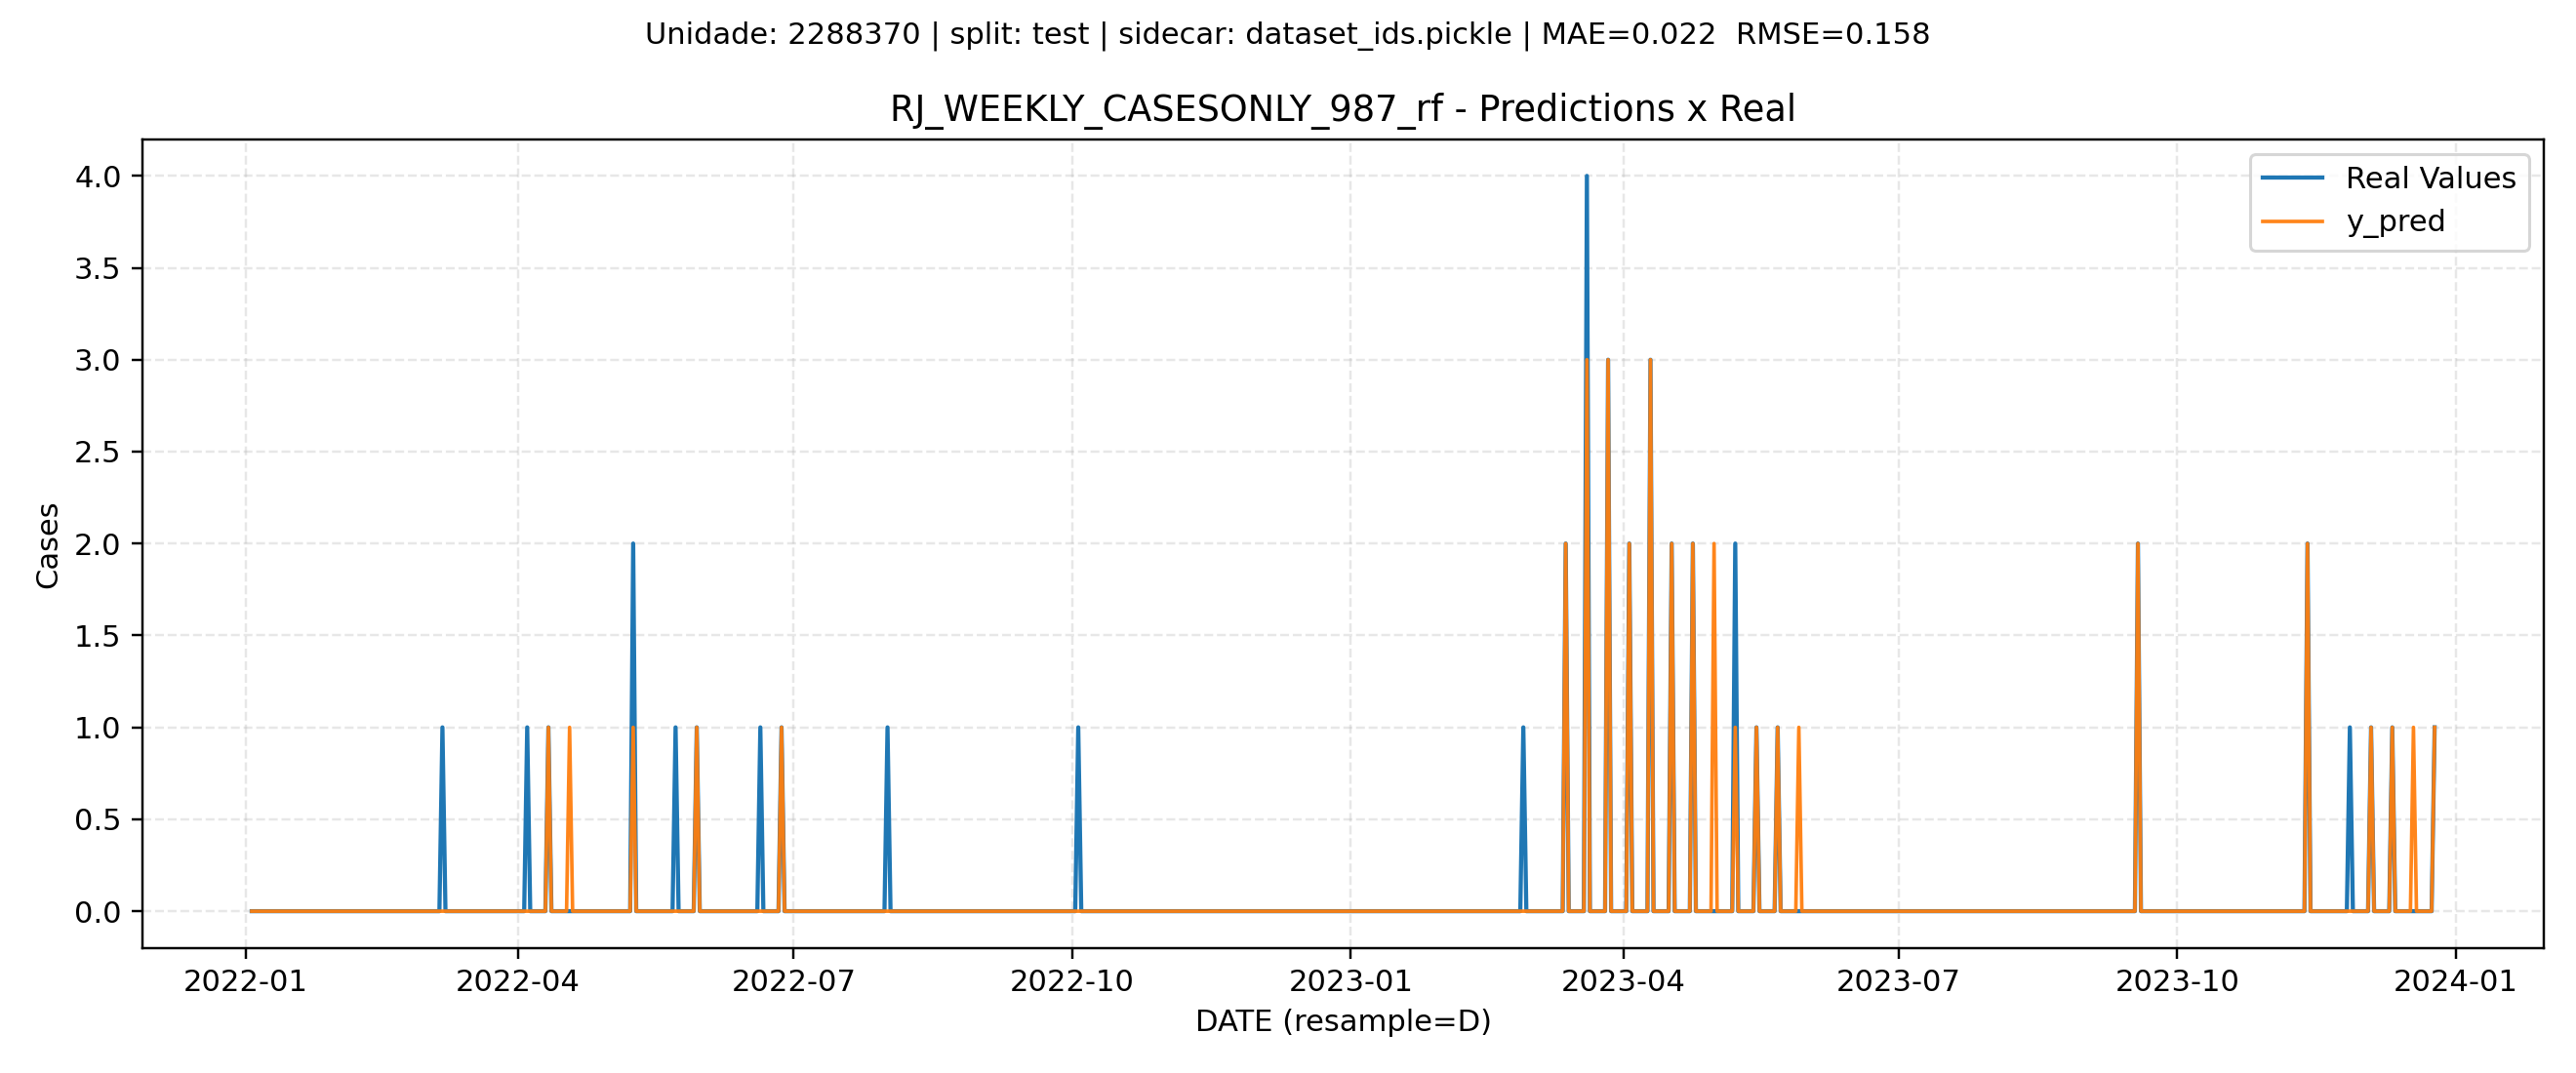 Unidade: 2288370 | split: test | sidecar: dataset_ids.pickle | MAE=0.022  RMSE=0.158
RJ_WEEKLY_CASESONLY_987_rf - Predictions x Real
Real Values
y_pred
Cases
4.0
3.5
3.0
2.5
2.0
1.5
1.0
0.5
0.0
2022-01 2022-04 2022-07 2022-10 2023-01 2023-04 2023-07 2023-10 2024-01
DATE (resample=D)